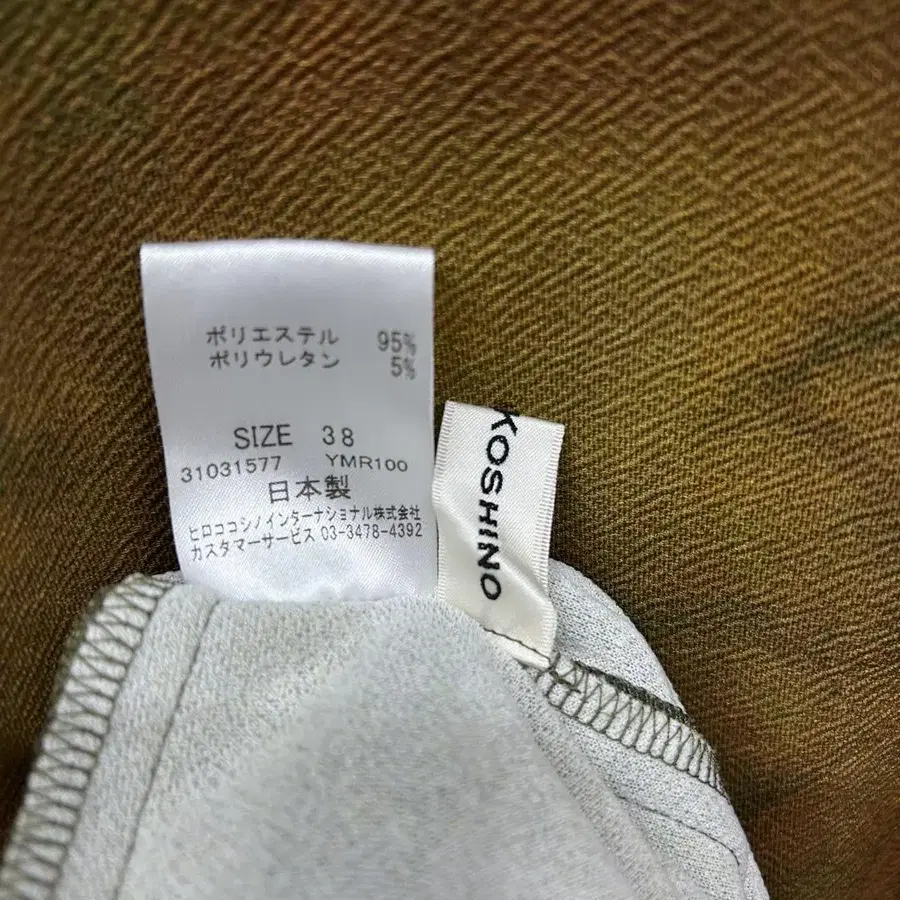 ポリエステル 95%
ポリウレタン 5%
SIZE 38
31031577 YMR100
日本製
ヒロココシノインターナショナル株式会社
カスタマーサービス 03-3478-4392
KOSHINO